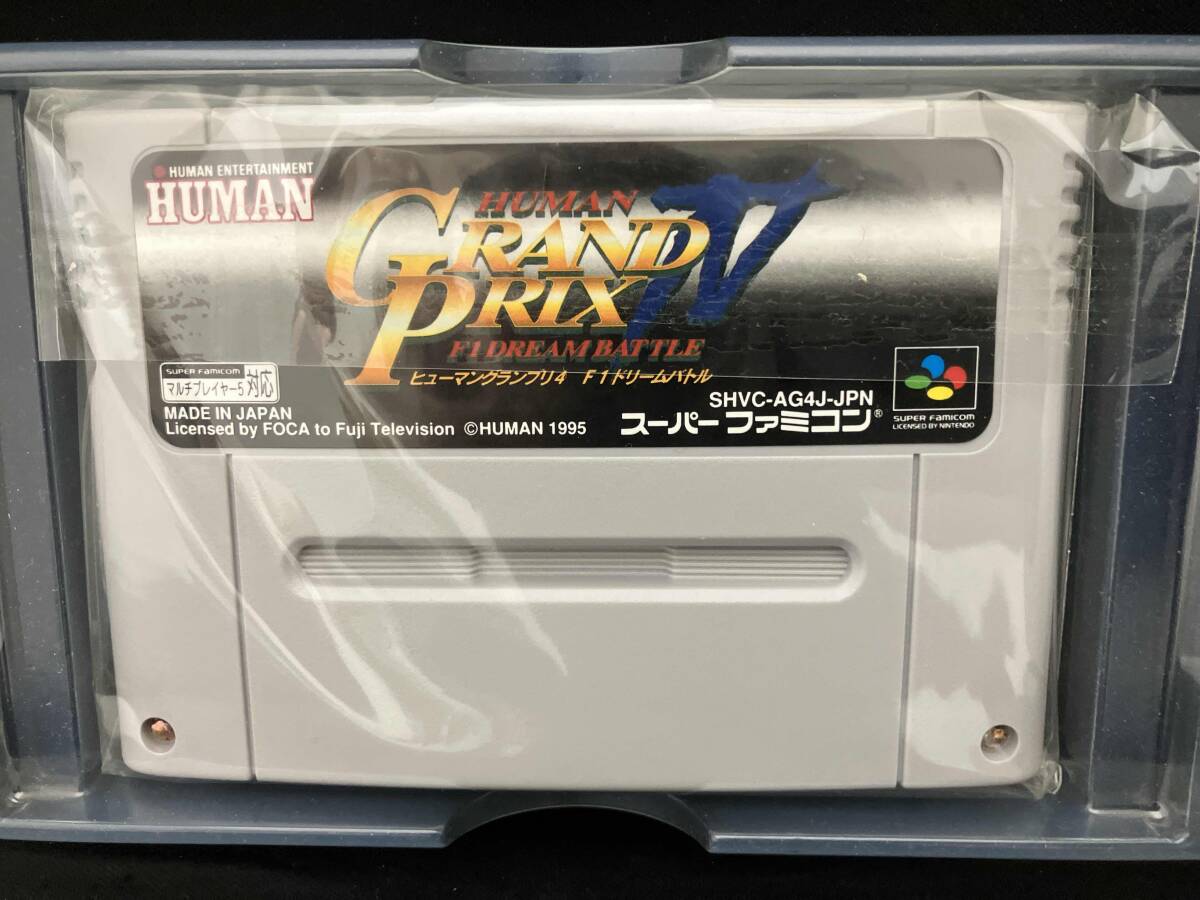 HUMAN ENTERTAINMENT
HUMAN
HUMAN
GRAND
PRIX IV
F1 DREAM BATTLE
ヒューマングランプリ4 F1ドリームバトル
SUPER FAMICOM
マルチプレイヤー5対応
MADE IN JAPAN
Licensed by FOCA to Fuji Television ©HUMAN 1995
SHVC-AG4J-JPN
スーパーファミコン®
SUPER FAMICOM
LICENSED BY NINTENDO